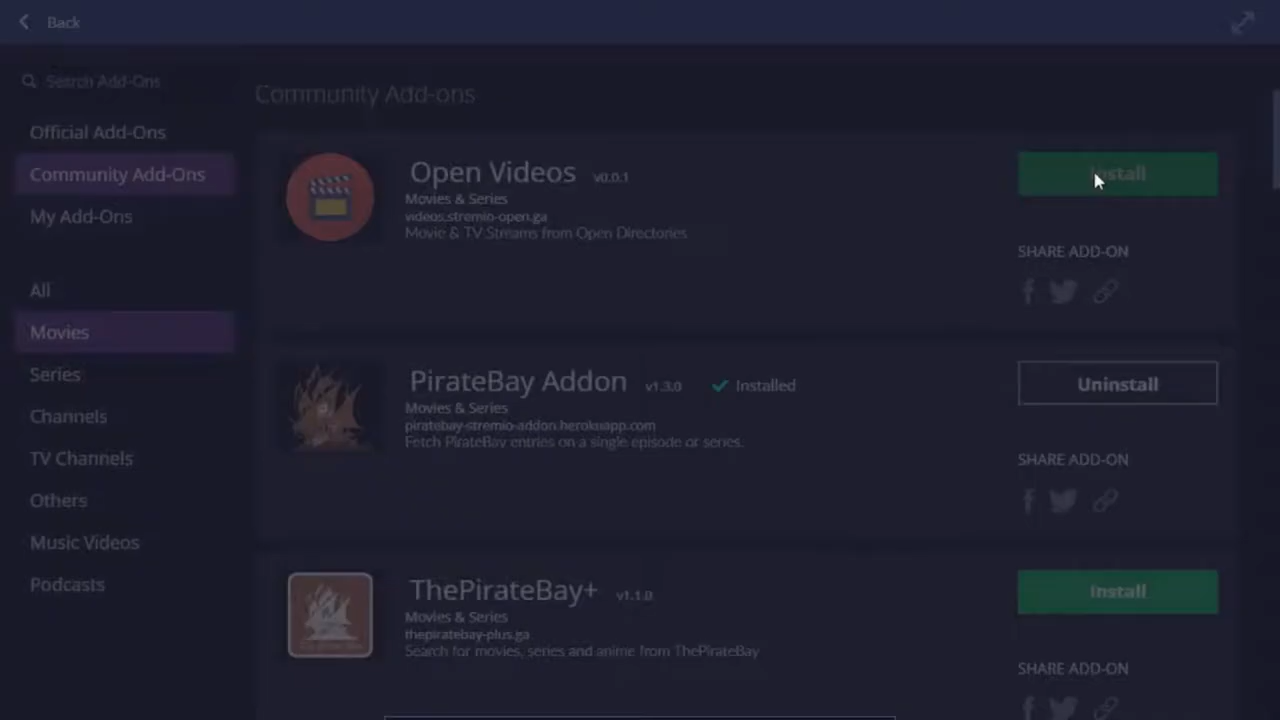 Back
Search Add-Ons
Official Add-Ons
Community Add-Ons
My Add-Ons
All
Movies
Series
Channels
TV Channels
Others
Music Videos
Podcasts
Community Add-ons
Open Videos v0.0.1
Movies & Series
videos.stremio-open.ga
Movie & TV Streams from Open Directories
Install
SHARE ADD-ON
PirateBay Addon v1.3.0 Installed
Movies & Series
piratebay-stremio-addon.herokuapp.com
Fetch PirateBay entries on a single episode or series.
Uninstall
SHARE ADD-ON
ThePirateBay+ v1.1.0
Movies & Series
thepiratebay-plus.ga
Search for movies, series and anime from ThePirateBay
Install
SHARE ADD-ON